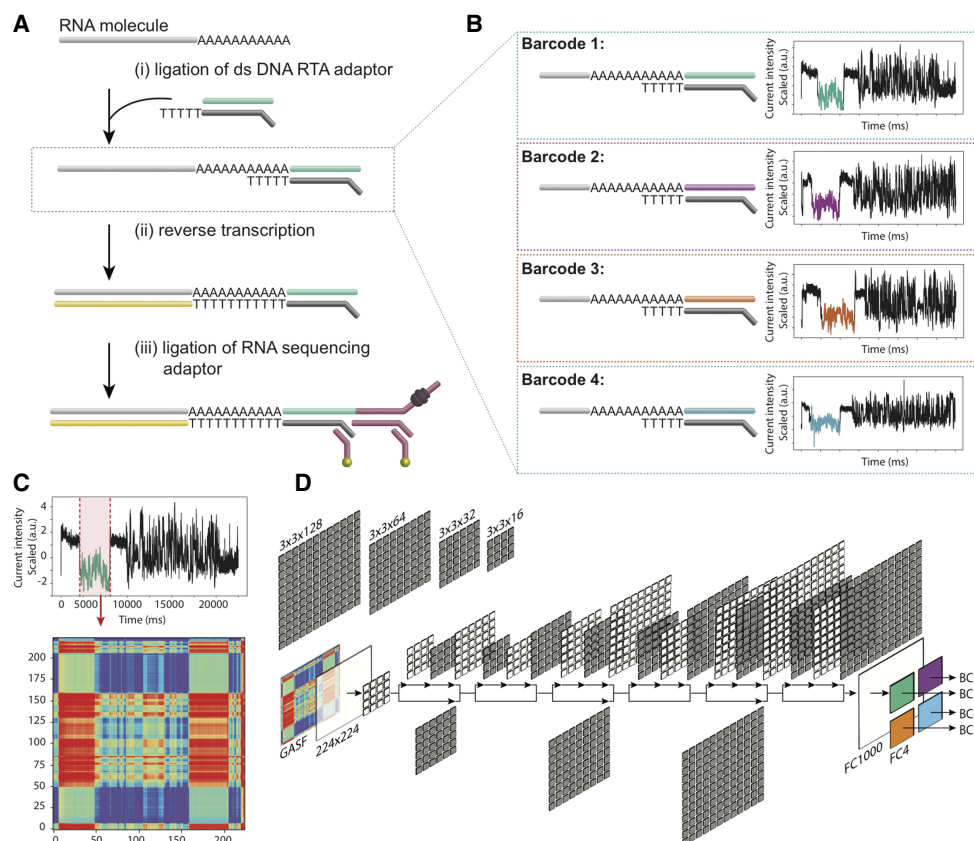 A
RNA molecule
AAAAAAAAAAA
(i) ligation of ds DNA RTA adaptor
TTTTT
AAAAAAAAAAA
TTTTT
(ii) reverse transcription
AAAAAAAAAAA
TTTTTTTTTTT
(iii) ligation of RNA sequencing
adaptor
AAAAAAAAAAA
TTTTTTTTTTT
B
Barcode 1:
AAAAAAAAAAA
TTTTT
Current intensity
Scaled (a.u.)
Time (ms)
Barcode 2:
AAAAAAAAAAA
TTTTT
Current intensity
Scaled (a.u.)
Time (ms)
Barcode 3:
AAAAAAAAAAA
TTTTT
Current intensity
Scaled (a.u.)
Time (ms)
Barcode 4:
AAAAAAAAAAA
TTTTT
Current intensity
Scaled (a.u.)
Time (ms)
C
Current intensity
Scaled (a.u.)
4
2
0
-2
0 5000 10000 15000 20000
Time (ms)
200
175
150
125
100
75
50
25
0
0 50 100 150 200
D
3x3x128
3x3x64
3x3x32
3x3x16
GASF
224x224
FC1000
FC4
BC
BC
BC
BC